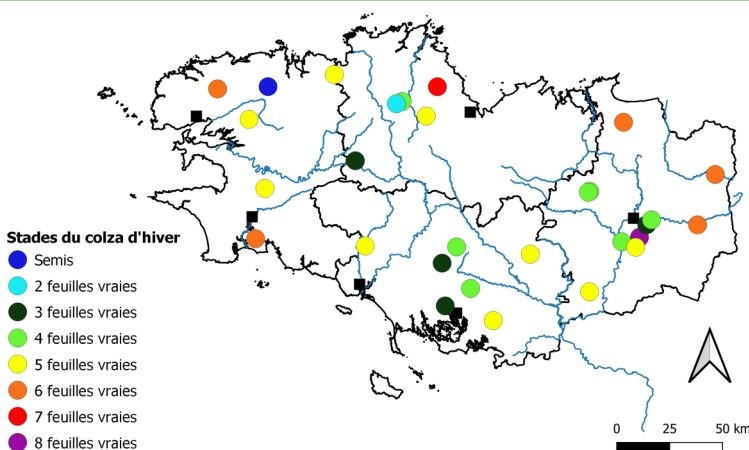 Stades du colza d'hiver
Semis
2 feuilles vraies
3 feuilles vraies
4 feuilles vraies
5 feuilles vraies
6 feuilles vraies
7 feuilles vraies
8 feuilles vraies
0 25 50 km